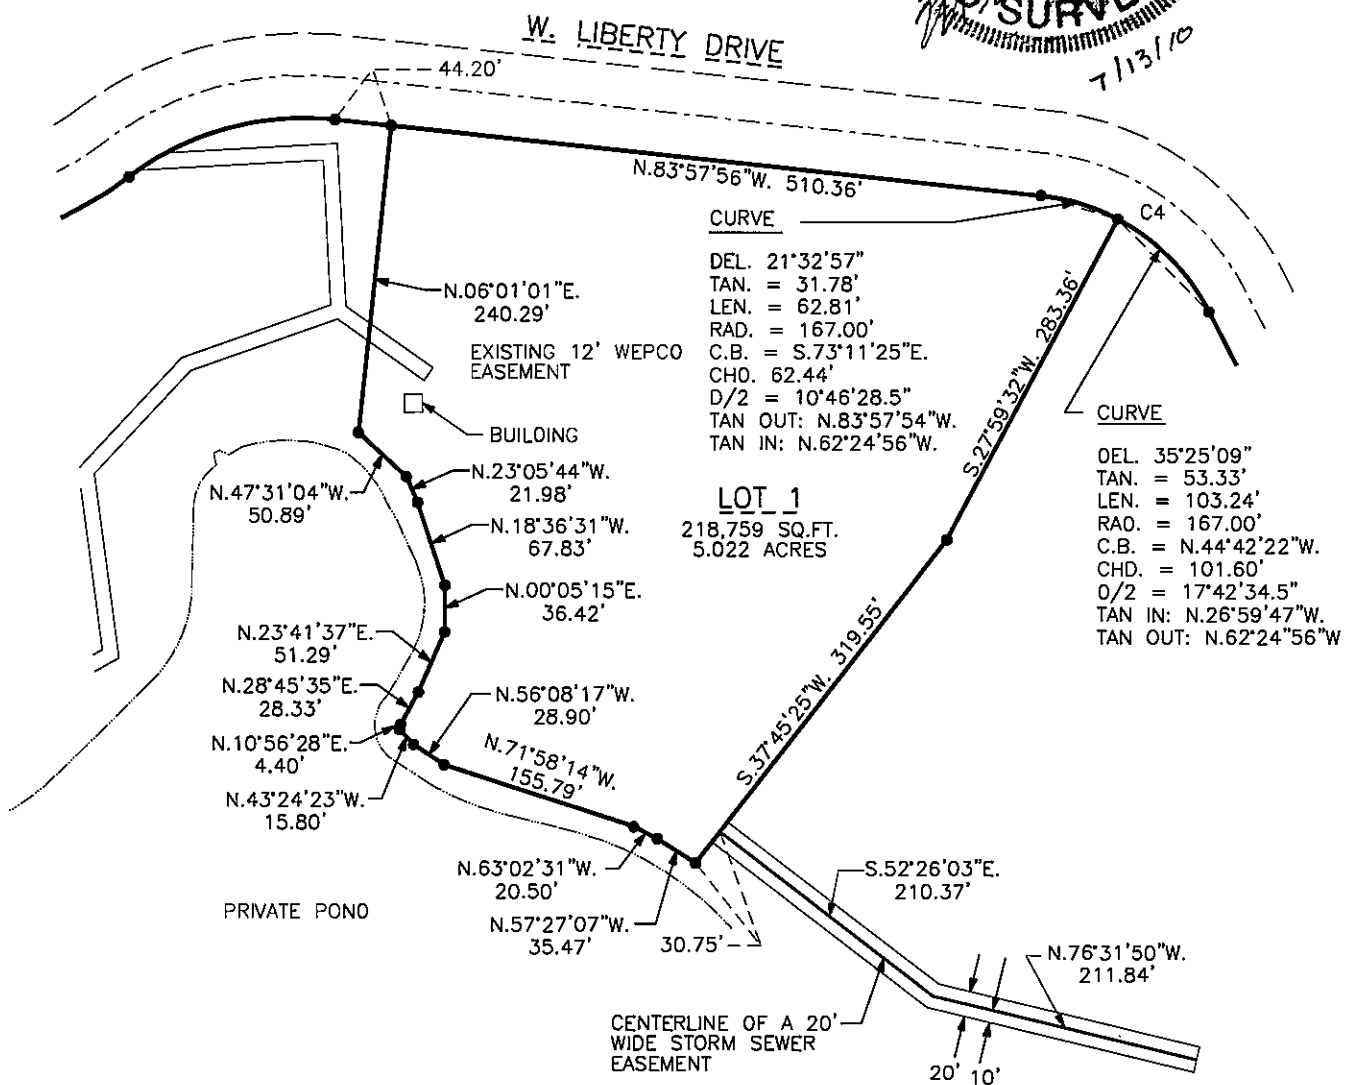 SURVE
7/13/10
W. LIBERTY DRIVE
44.20'
N.83°57'56"W. 510.36'
C4
CURVE
DEL. 21°32'57"
TAN. = 31.78'
LEN. = 62.81'
RAD. = 167.00'
C.B. = S.73°11'25"E.
CHO. 62.44'
D/2 = 10°46'28.5"
TAN OUT: N.83°57'54"W.
TAN IN: N.62°24'56"W.
N.06°01'01"E.
240.29'
EXISTING 12' WEPCO
EASEMENT
BUILDING
S.27°59'32"W. 283.36'
CURVE
OEL. 35°25'09"
TAN. = 53.33'
LEN. = 103.24'
RAO. = 167.00'
C.B. = N.44°42'22"W.
CHD. = 101.60'
0/2 = 17°42'34.5"
TAN IN: N.26°59'47"W.
TAN OUT: N.62°24"56"W
N.47°31'04"W.
50.89'
N.23°05'44"W.
21.98'
LOT 1
218,759 SQ.FT.
5.022 ACRES
N.18°36'31"W.
67.83'
N.00°05'15"E.
36.42'
N.23°41'37"E.
51.29'
N.28°45'35"E.
28.33'
N.56°08'17"W.
28.90'
N.10°56'28"E.
4.40'
N.43°24'23"W.
15.80'
N.71°58'14"W.
155.79'
S.37°45'25"W. 319.55'
N.63°02'31"W.
20.50'
N.57°27'07"W.
35.47'
30.75'
S.52°26'03"E.
210.37'
PRIVATE PONO
N.76°31'50"W.
211.84'
CENTERLINE OF A 20'
WIDE STORM SEWER
EASEMENT
20' 10'